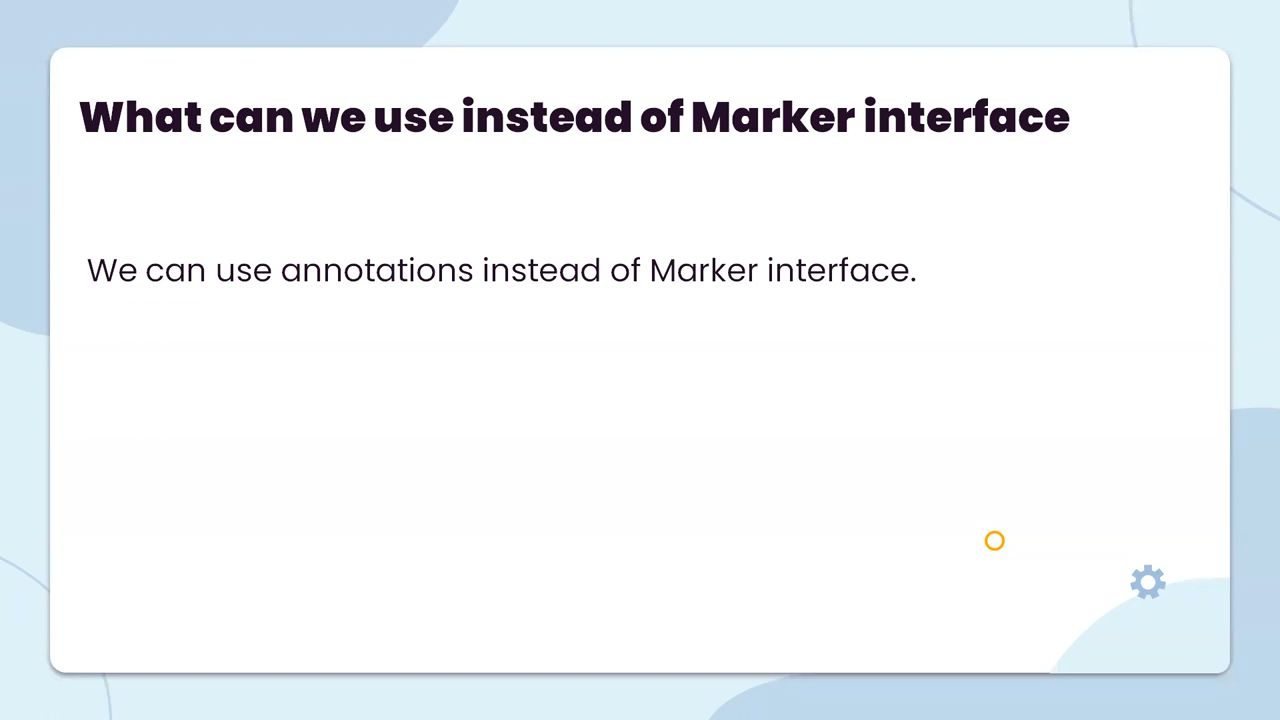 What can we use instead of Marker interface
We can use annotations instead of Marker interface.